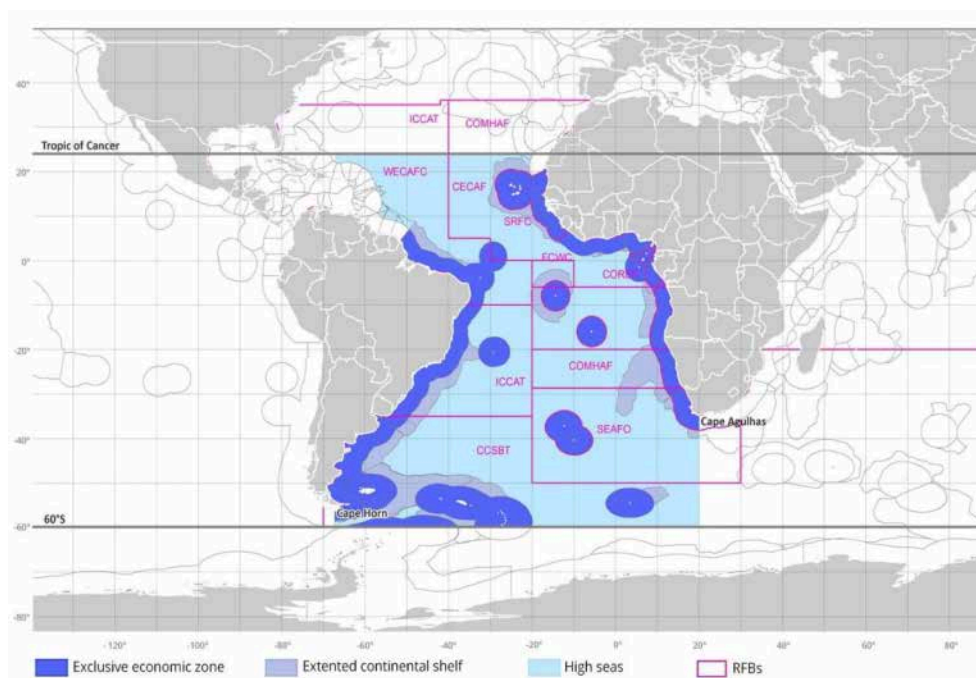 ICCAT
COMHAF
Tropic of Cancer
WECAFC
20°
CECAF
SRFC
0°
FCWC
COREP
-20°
COMHAF
ICCAT
Cape Agulhas
SEAFO
-40°
CCSBT
Cape Horn
60°S
-60°
-80°
-120° -100° -80° -60° -40° -20° 0° 20° 40° 60° 80°
Exclusive economic zone Extented continental shelf High seas RFBs